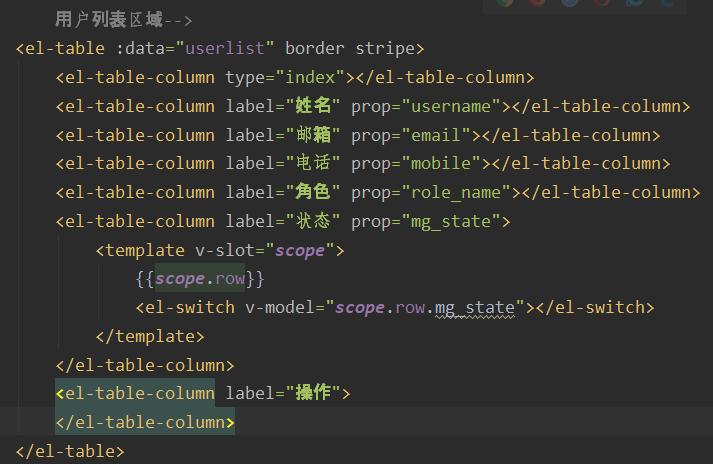 用户列表区域-->
<el-table :data="userlist" border stripe>
<el-table-column type="index"></el-table-column>
<el-table-column label="姓名" prop="username"></el-table-column>
<el-table-column label="邮箱" prop="email"></el-table-column>
<el-table-column label="电话" prop="mobile"></el-table-column>
<el-table-column label="角色" prop="role_name"></el-table-column>
<el-table-column label="状态" prop="mg_state">
<template v-slot="scope">
{{scope.row}}
<el-switch v-model="scope.row.mg_state"></el-switch>
</template>
</el-table-column>
<el-table-column label="操作">
</el-table-column>
</el-table>